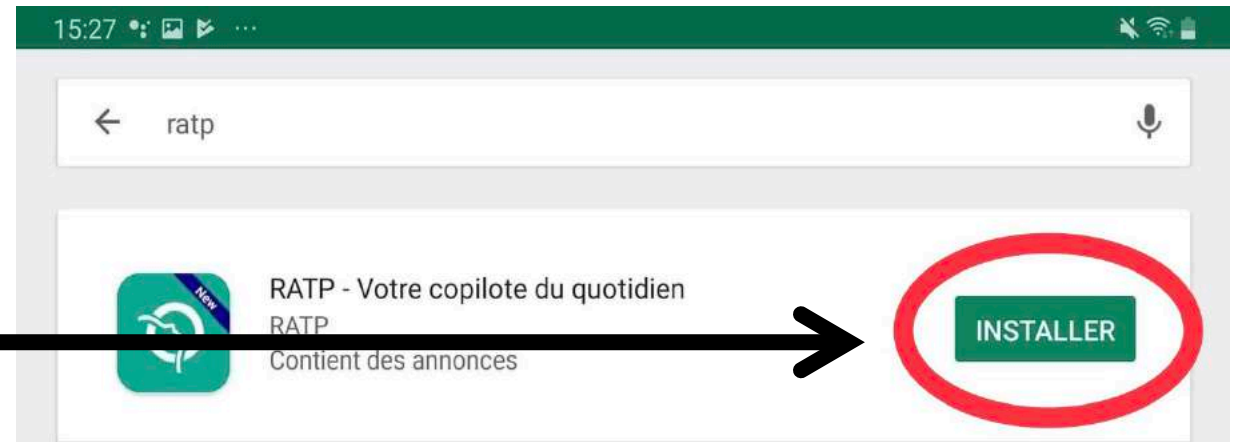 15:27
ratp
New
RATP - Votre copilote du quotidien
RATP
Contient des annonces
INSTALLER